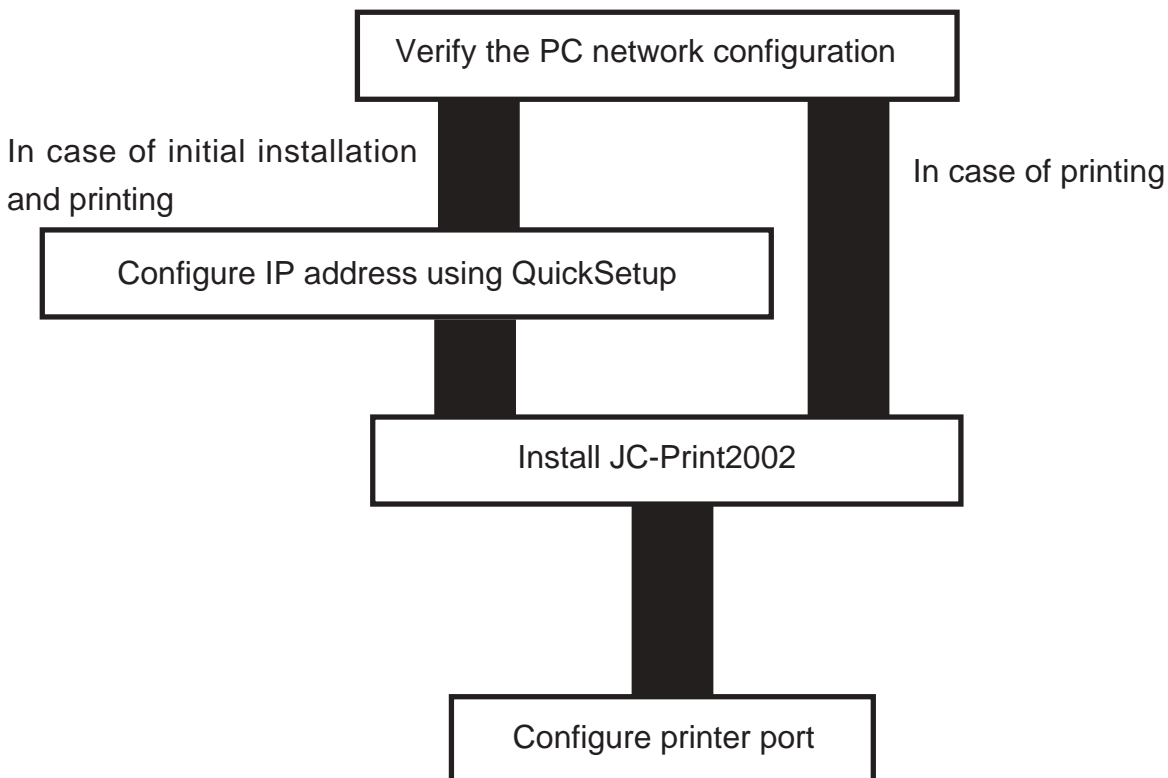 Verify the PC network configuration
In case of initial installation
and printing
In case of printing
Configure IP address using QuickSetup
Install JC-Print2002
Configure printer port